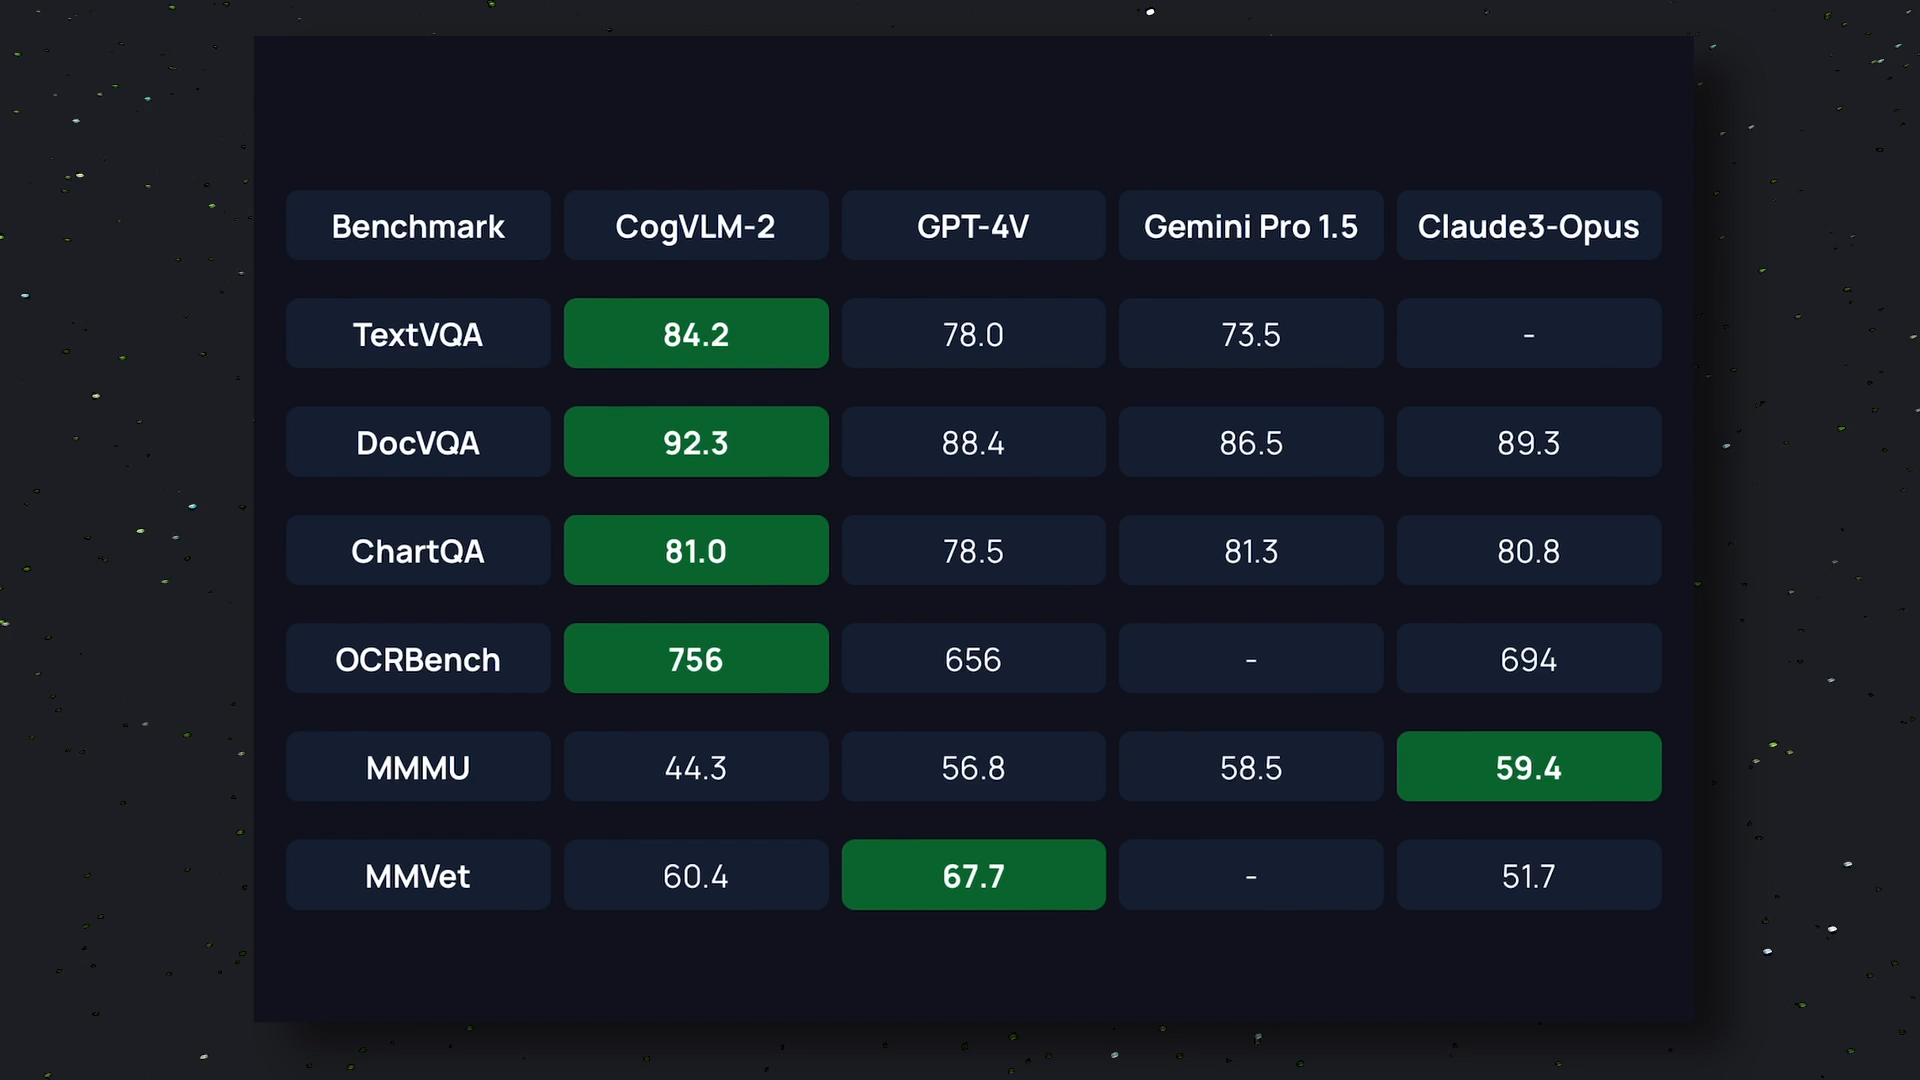 Benchmark CogVLM-2 GPT-4V Gemini Pro 1.5 Claude3-Opus
TextVQA 84.2 78.0 73.5 -
DocVQA 92.3 88.4 86.5 89.3
ChartQA 81.0 78.5 81.3 80.8
OCRBench 756 656 - 694
MMMU 44.3 56.8 58.5 59.4
MMVet 60.4 67.7 - 51.7